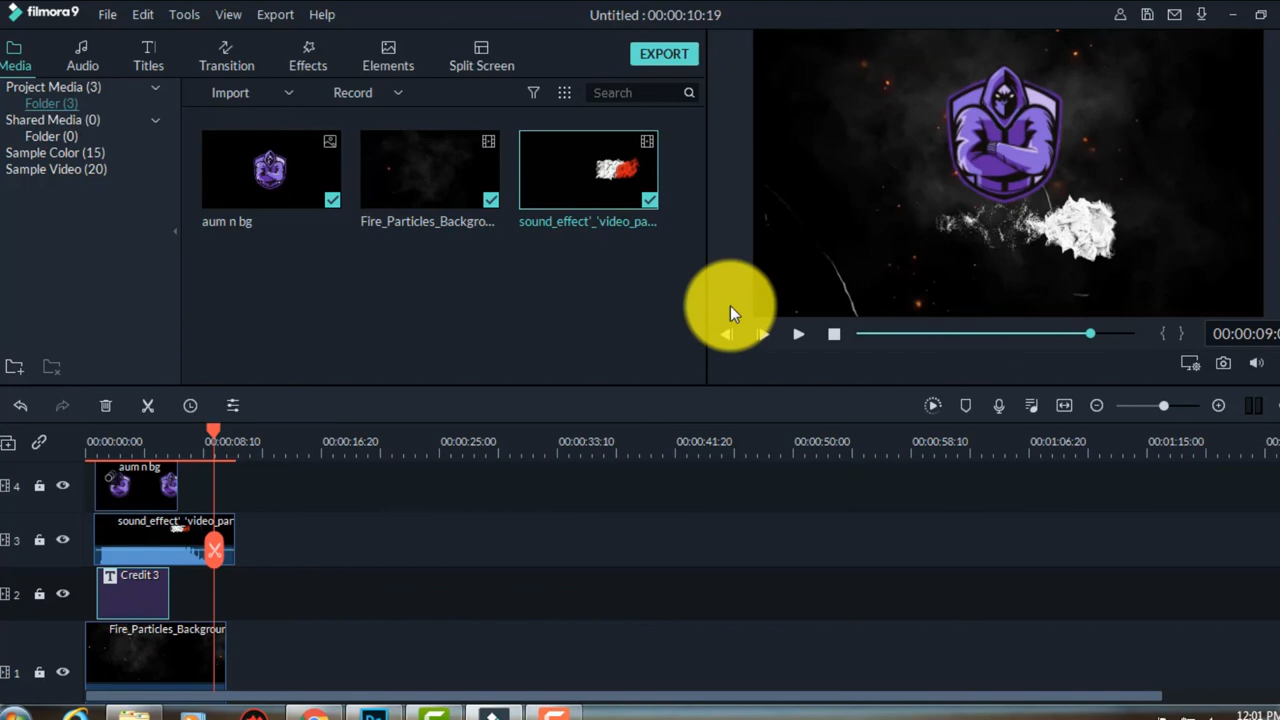 filmora9 File Edit Tools View Export Help Untitled : 00:00:10:19
Media Audio Titles Transition Effects Elements Split Screen EXPORT
Project Media (3)
Folder (3)
Shared Media (0)
Folder (0)
Sample Color (15)
Sample Video (20)
Import Record Search
aum n bg Fire_Particles_Backgro... sound_effect'_'video_pa...
00:00:09:0
00:00:00:00 00:00:08:10 00:00:16:20 00:00:25:00 00:00:33:10 00:00:41:20 00:00:50:00 00:00:58:10 00:01:06:20 00:01:15:00
4 aum n bg
3 sound_effect'_'video_par
2 T Credit 3
1 Fire_Particles_Backgroun
Ps
12:01 PM